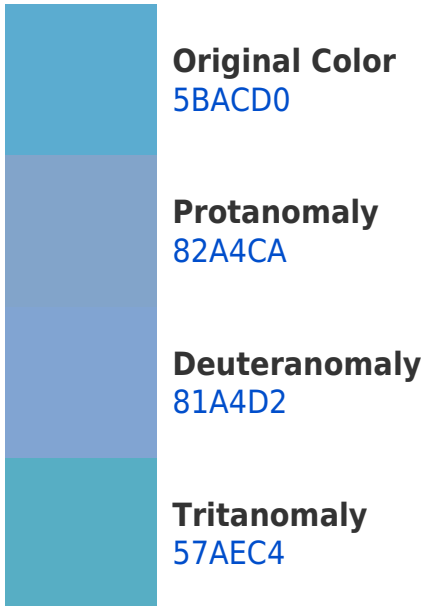 Original Color
5BACD0
Protanomaly
82A4CA
Deuteranomaly
81A4D2
Tritanomaly
57AEC4